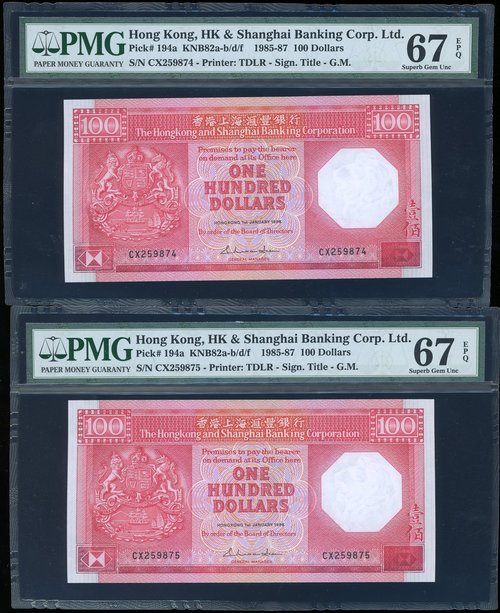 PMG
PAPER MONEY GUARANTY
Hong Kong, HK & Shanghai Banking Corp. Ltd.
Pick# 194a KNB82a-b/d/f 1985-87 100 Dollars
S/N CX259874 - Printer: TDLR - Sign. Title - G.M.
67 EPQ
Superb Gem Unc
100
香港上海滙豐銀行
100
The Hongkong and Shanghai Banking Corporation
Promises to pay the bearer
on demand at its Office here
ONE
HUNDRED
DOLLARS
By order of the Board of Directors
CX259874
CX259874
GENERAL MANAGER
PMG
PAPER MONEY GUARANTY
Hong Kong, HK & Shanghai Banking Corp. Ltd.
Pick# 194a KNB82a-b/d/f 1985-87 100 Dollars
S/N CX259875 - Printer: TDLR - Sign. Title - G.M.
67 EPQ
Superb Gem Unc
100
香港上海滙豐銀行
100
The Hongkong and Shanghai Banking Corporation
Promises to pay the bearer
on demand at its Office here
ONE
HUNDRED
DOLLARS
By order of the Board of Directors
CX259875
CX259875
GENERAL MANAGER